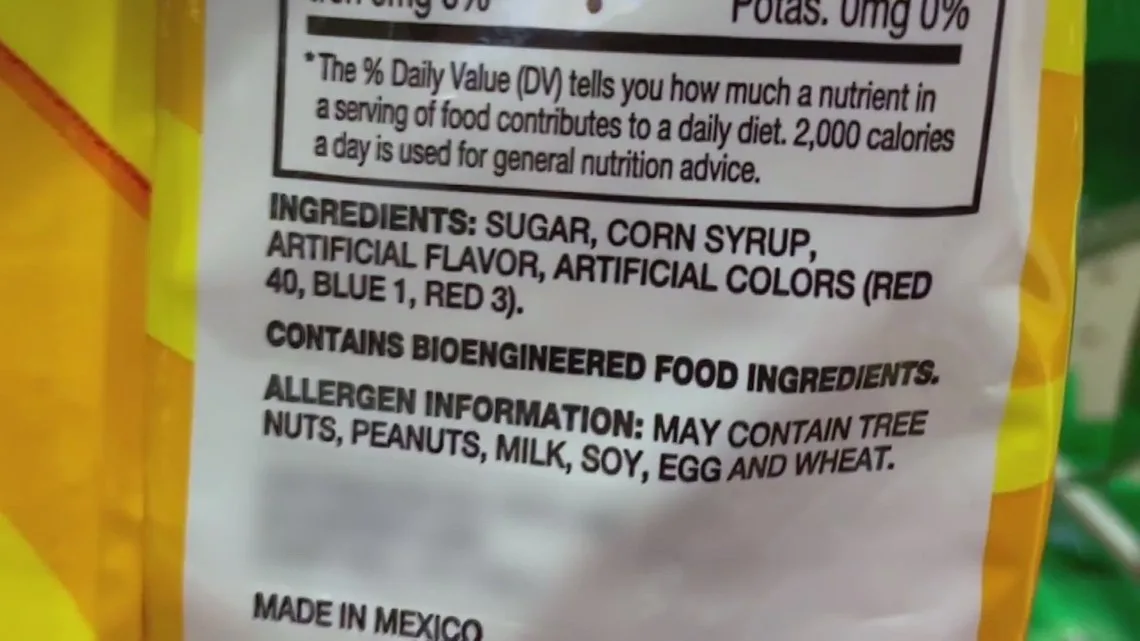 Potas. 0mg 0%
*The % Daily Value (DV) tells you how much a nutrient in
a serving of food contributes to a daily diet. 2,000 calories
a day is used for general nutrition advice.
INGREDIENTS: SUGAR, CORN SYRUP,
ARTIFICIAL FLAVOR, ARTIFICIAL COLORS (RED
40, BLUE 1, RED 3).
CONTAINS BIOENGINEERED FOOD INGREDIENTS.
ALLERGEN INFORMATION: MAY CONTAIN TREE
NUTS, PEANUTS, MILK, SOY, EGG AND WHEAT.
MADE IN MEXICO